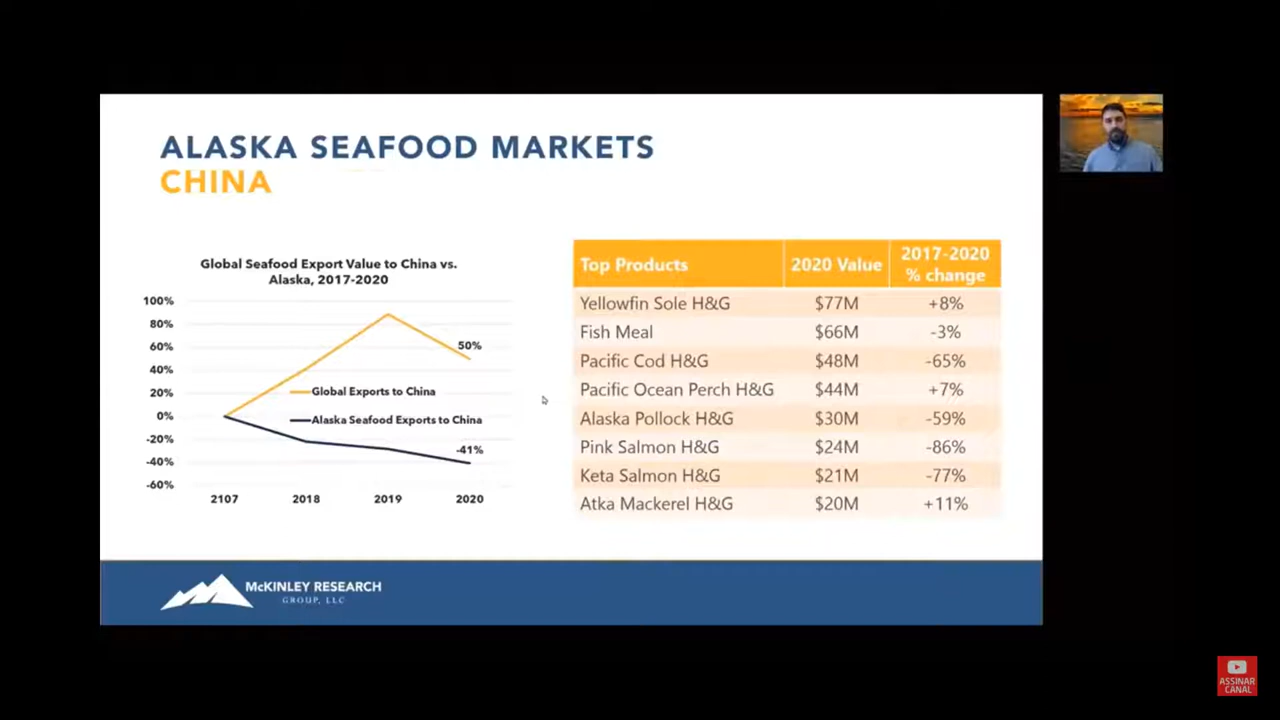 ALASKA SEAFOOD MARKETS
CHINA
Global Seafood Export Value to China vs.
Alaska, 2017-2020
100%
80%
60%
40%
20%
0%
-20%
-40%
-60%
50%
Global Exports to China
Alaska Seafood Exports to China
-41%
2107 2018 2019 2020
Top Products 2020 Value 2017-2020
% change
Yellowfin Sole H&G $77M +8%
Fish Meal $66M -3%
Pacific Cod H&G $48M -65%
Pacific Ocean Perch H&G $44M +7%
Alaska Pollock H&G $30M -59%
Pink Salmon H&G $24M -86%
Keta Salmon H&G $21M -77%
Atka Mackerel H&G $20M +11%
McKINLEY RESEARCH
GROUP, LLC
ASSINAR
CANAL